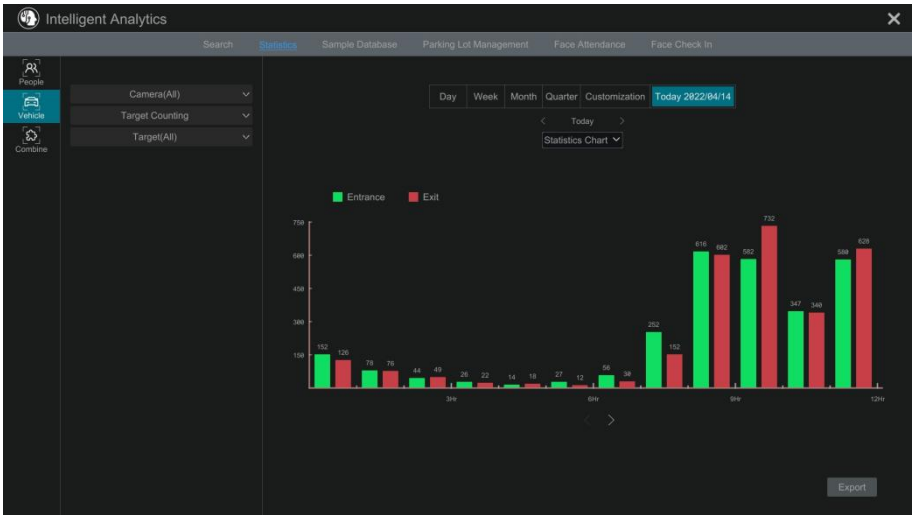 Intelligent Analytics
Search Statistics Sample Database Parking Lot Management Face Attendance Face Check In
People
Vehicle
Combine
Camera(All)
Target Counting
Target(All)
Day Week Month Quarter Customization Today 2022/04/14
< Today >
Statistics Chart
Entrance Exit
750
600
450
300
150
152 126 78 76 44 49 26 22 14 18 27 12 56 30 252 152 616 602 582 732 347 340 580 628
3Hr 6Hr 9Hr 12Hr
Export